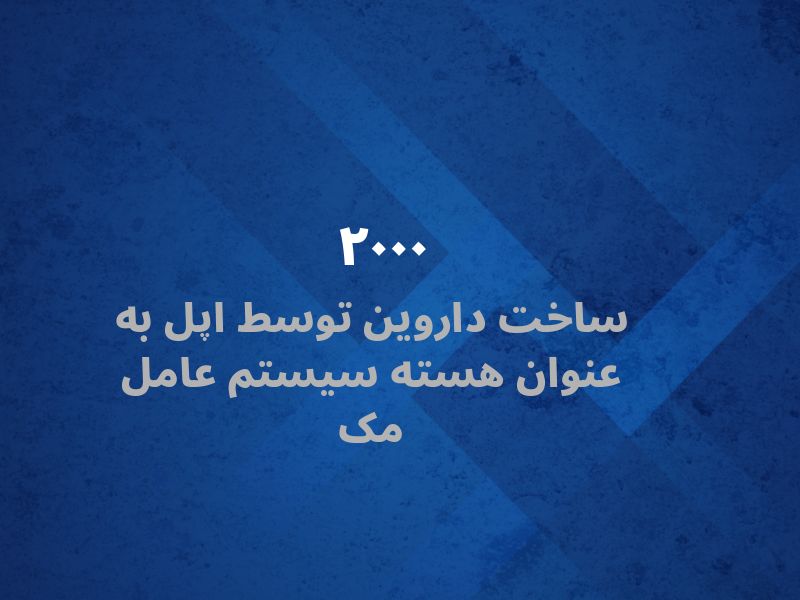 ۲۰۰۰
ساخت داروین توسط اپل به
عنوان هسته سیستم عامل
مک